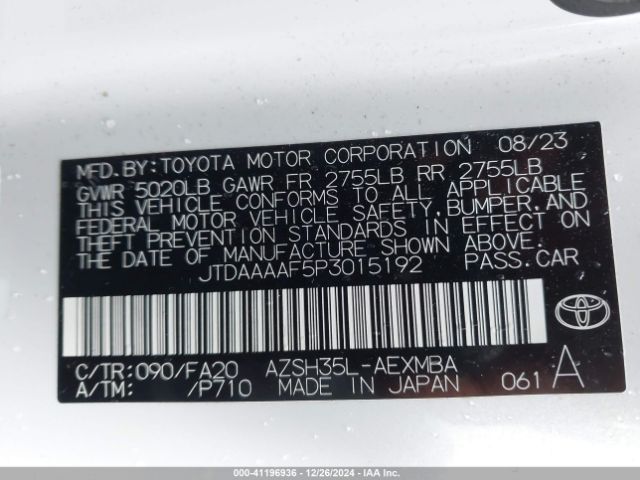 MFD.BY:TOYOTA MOTOR CORPORATION 08/23
GVWR 5020LB GAWR FR 2755LB RR 2755LB
THIS VEHICLE CONFORMS TO ALL APPLICABLE
FEDERAL MOTOR VEHICLE SAFETY,BUMPER,AND
THEFT PREVENTION STANDARDS IN EFFECT ON
THE DATE OF MANUFACTURE SHOWN ABOVE.
JTDAAAAF5P3015192 PASS.CAR
C/TR:090/FA20 AZSH35L-AEXMBA
A/TM: /P710 MADE IN JAPAN 061 A
000-41196936 | 12/26/2024 | IAA Inc.